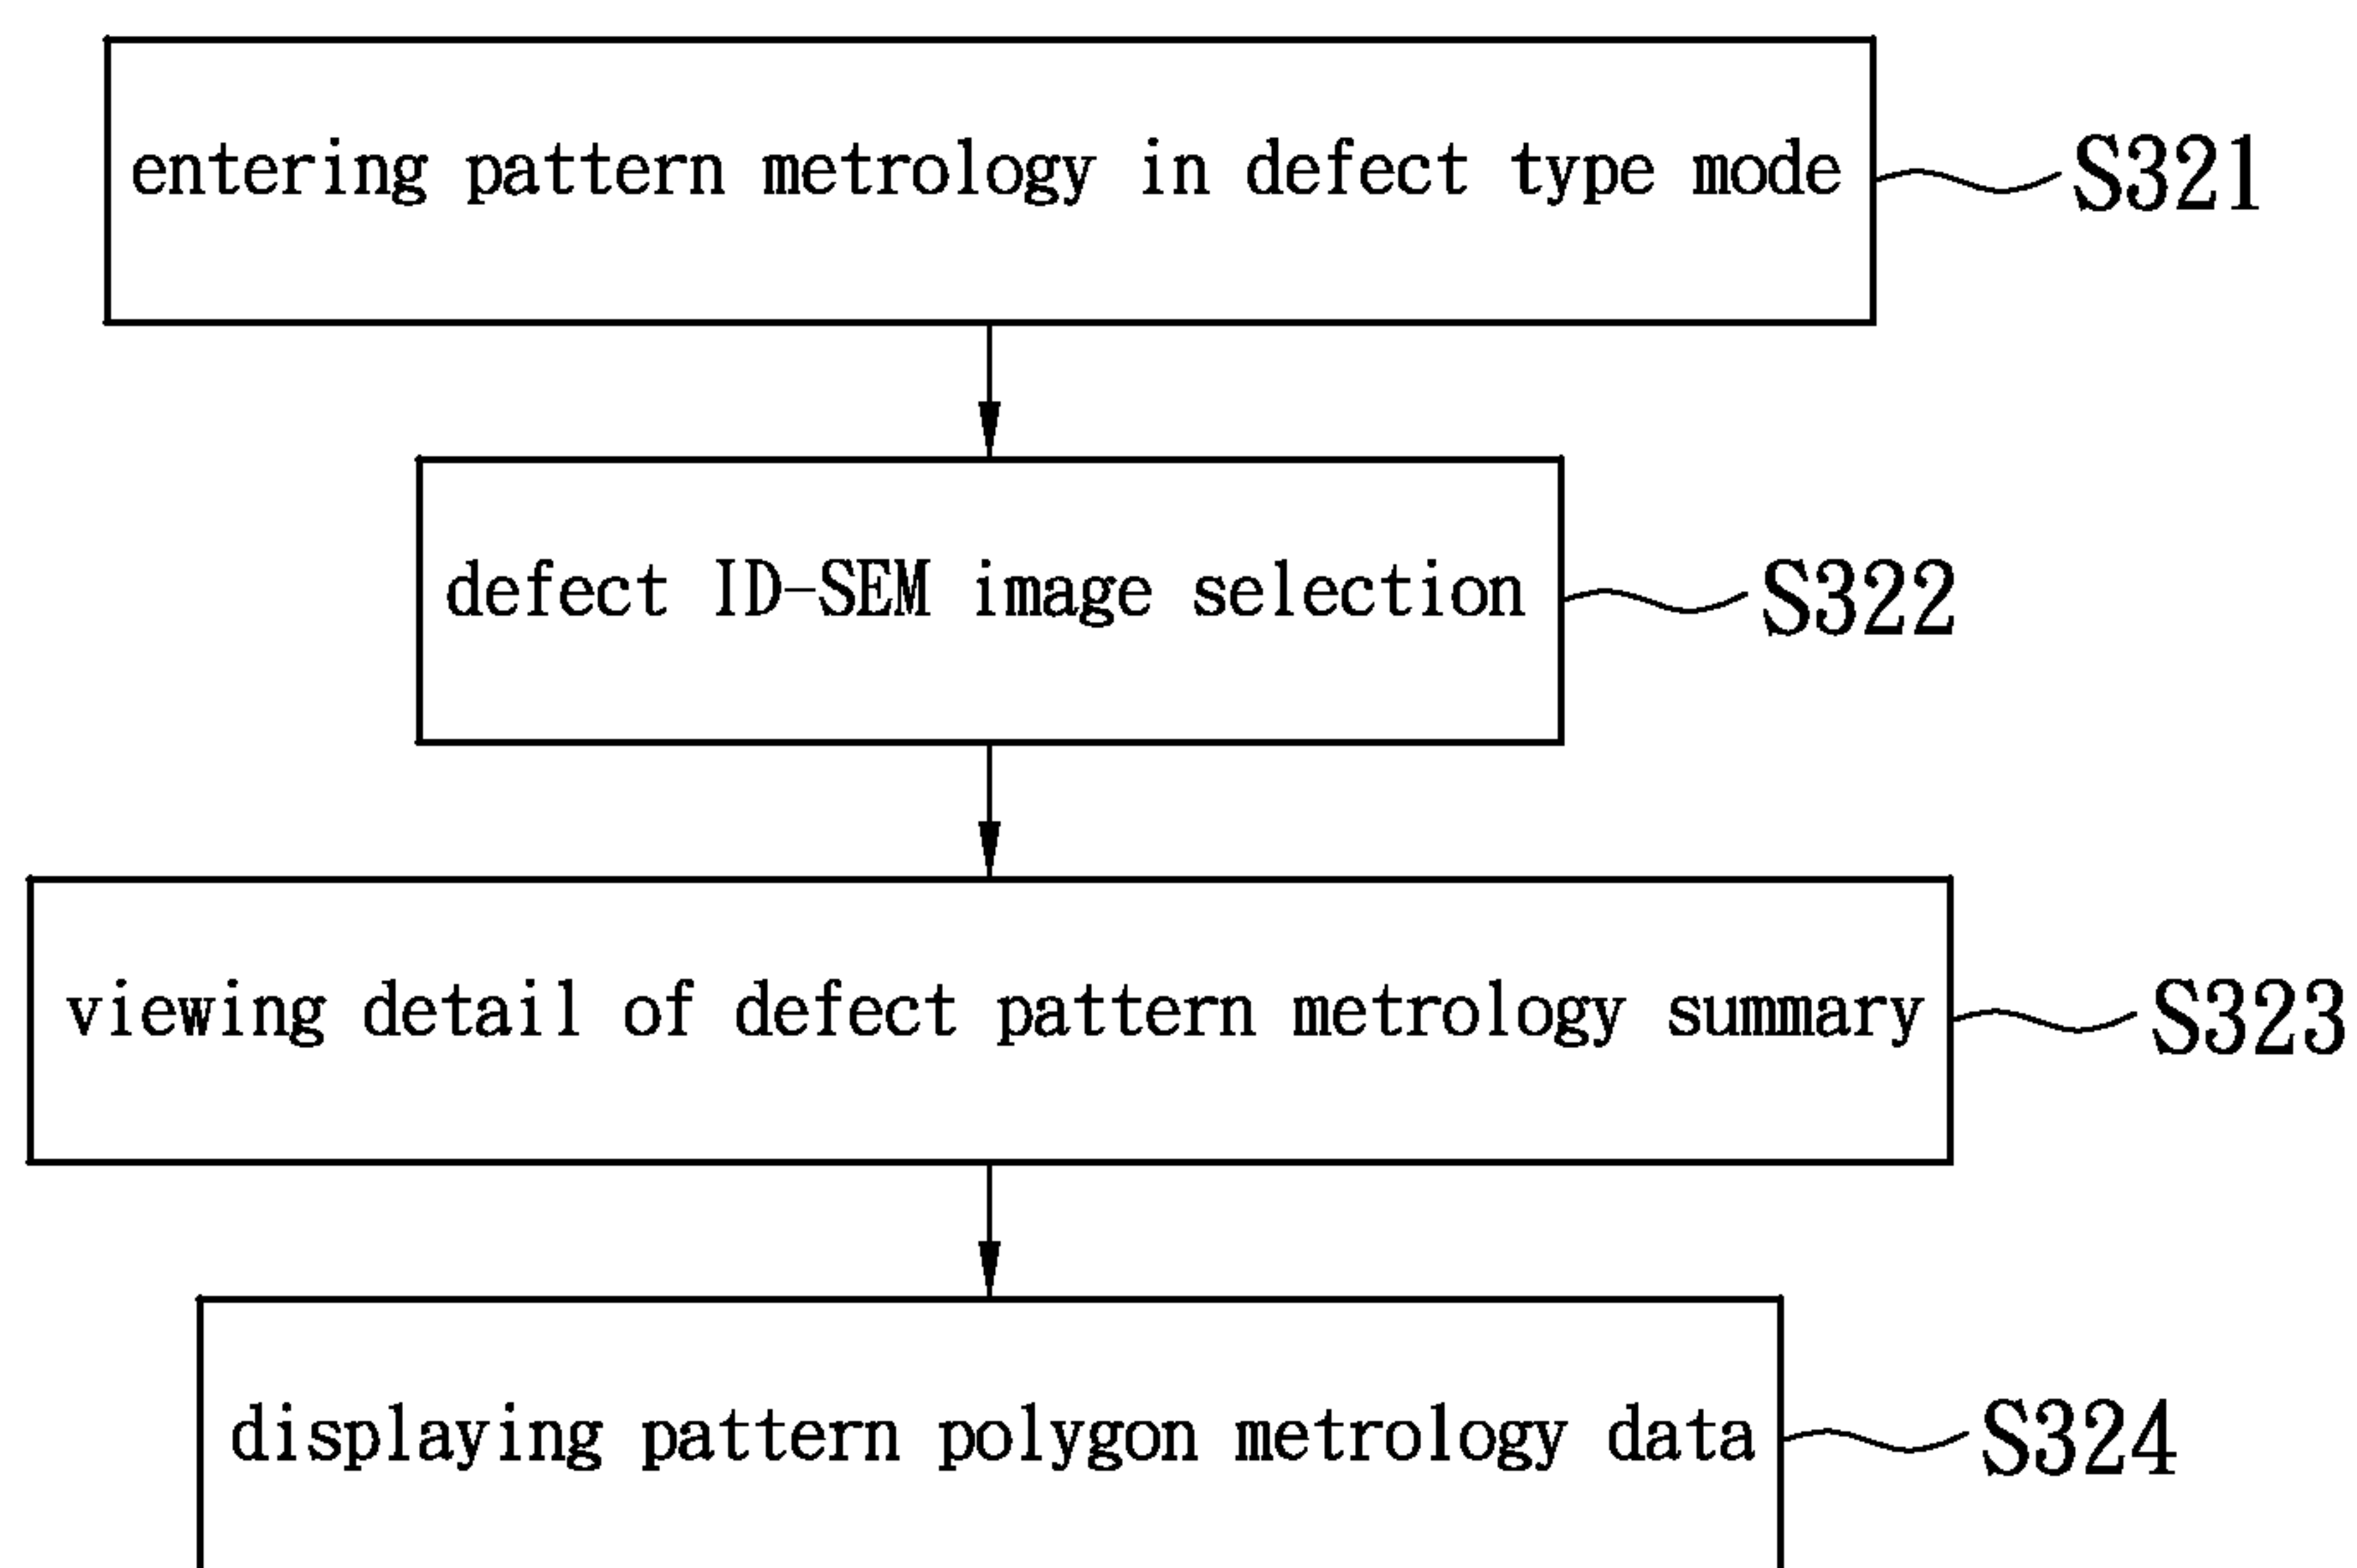 entering pattern metrology in defect type mode S321
defect ID-SEM image selection S322
viewing detail of defect pattern metrology summary S323
displaying pattern polygon metrology data S324